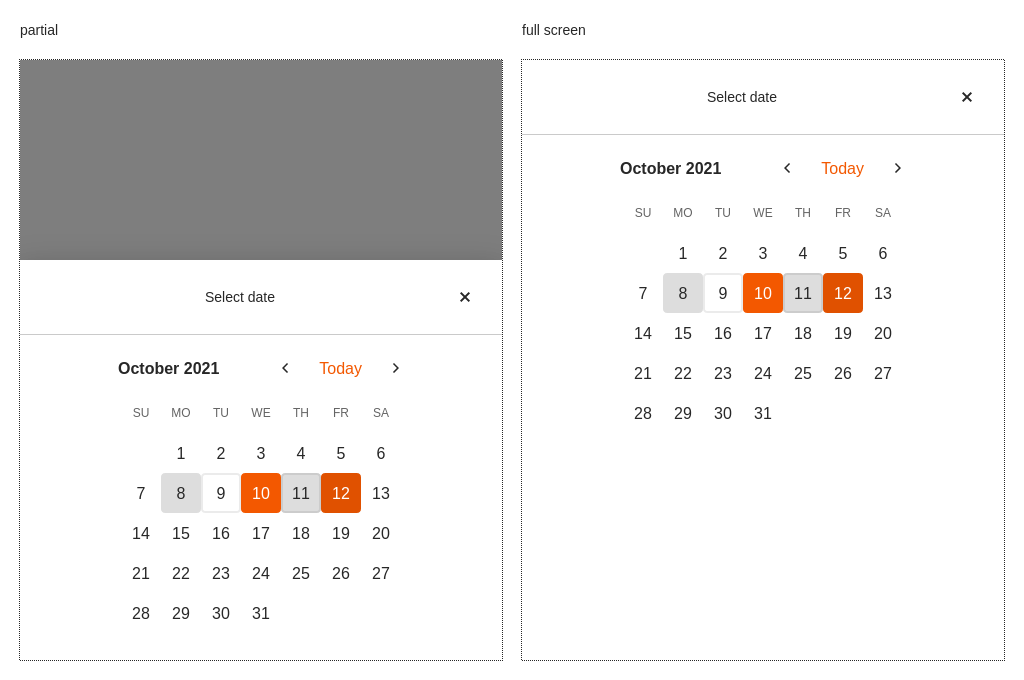 partial
Select date
October 2021 Today
SU MO TU WE TH FR SA
1 2 3 4 5 6
7 8 9 10 11 12 13
14 15 16 17 18 19 20
21 22 23 24 25 26 27
28 29 30 31
full screen
Select date
October 2021 Today
SU MO TU WE TH FR SA
1 2 3 4 5 6
7 8 9 10 11 12 13
14 15 16 17 18 19 20
21 22 23 24 25 26 27
28 29 30 31